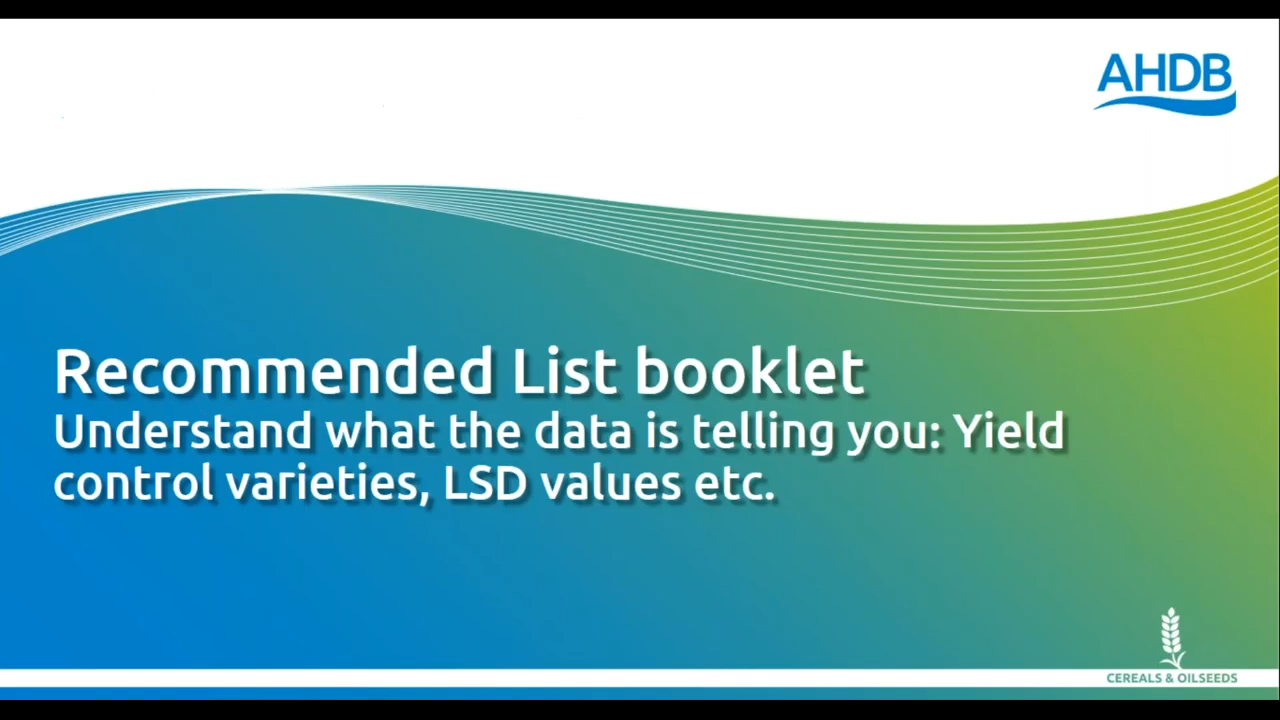 AHDB
Recommended List booklet
Understand what the data is telling you: Yield
control varieties, LSD values etc.
CEREALS & OILSEEDS